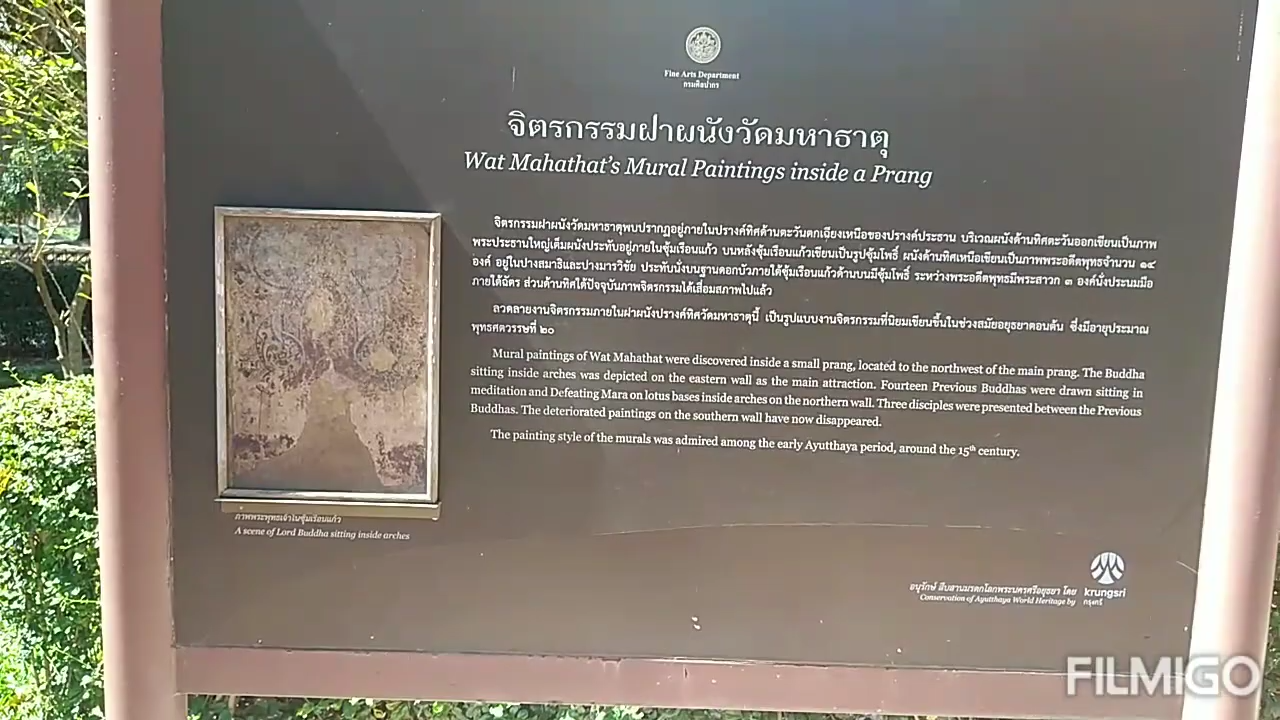 Fine Arts Department
กรมศิลปากร
จิตรกรรมฝาผนังวัดมหาธาตุ
Wat Mahathat's Mural Paintings inside a Prang
จิตรกรรมฝาผนังวัดมหาธาตุพบปรากฏอยู่ภายในปรางค์ทิศด้านตะวันตกเฉียงเหนือของปรางค์ประธาน บริเวณผนังด้านทิศตะวันออกเขียนเป็นภาพ
พระประธานใหญ่เต็มผนังประทับอยู่ภายในซุ้มเรือนแก้ว บนหลังซุ้มเรือนแก้วเขียนเป็นรูปซุ้มโพธิ์ ผนังด้านทิศเหนือเขียนเป็นภาพพระอดีตพุทธจำนวน ๑๔
องค์ อยู่ในปางสมาธิและปางมารวิชัย ประทับนั่งบนฐานดอกบัวภายใต้ซุ้มเรือนแก้วด้านบนมีซุ้มโพธิ์ ระหว่างพระอดีตพุทธมีพระสาวก ๓ องค์นั่งประนมมือ
ภายใต้ฉัตร ส่วนด้านทิศใต้ปัจจุบันภาพจิตรกรรมได้เสื่อมสภาพไปแล้ว
ลวดลายงานจิตรกรรมภายในฝาผนังปรางค์ทิศวัดมหาธาตุนี้ เป็นรูปแบบงานจิตรกรรมที่นิยมเขียนขึ้นในช่วงสมัยอยุธยาตอนต้น ซึ่งมีอายุประมาณ
พุทธศตวรรษที่ ๒๐
Mural paintings of Wat Mahathat were discovered inside a small prang, located to the northwest of the main prang. The Buddha
sitting inside arches was depicted on the eastern wall as the main attraction. Fourteen Previous Buddhas were drawn sitting in
meditation and Defeating Mara on lotus bases inside arches on the northern wall. Three disciples were presented between the Previous
Buddhas. The deteriorated paintings on the southern wall have now disappeared.
The painting style of the murals was admired among the early Ayutthaya period, around the 15th century.
ภาพพระพุทธเจ้าในซุ้มเรือนแก้ว
A scene of Lord Buddha sitting inside arches
อนุรักษ์ สืบสานมรดกโลกพระนครศรีอยุธยา โดย
Conservation of Ayutthaya World Heritage by
krungsri
กรุงศรี
FILMIGO